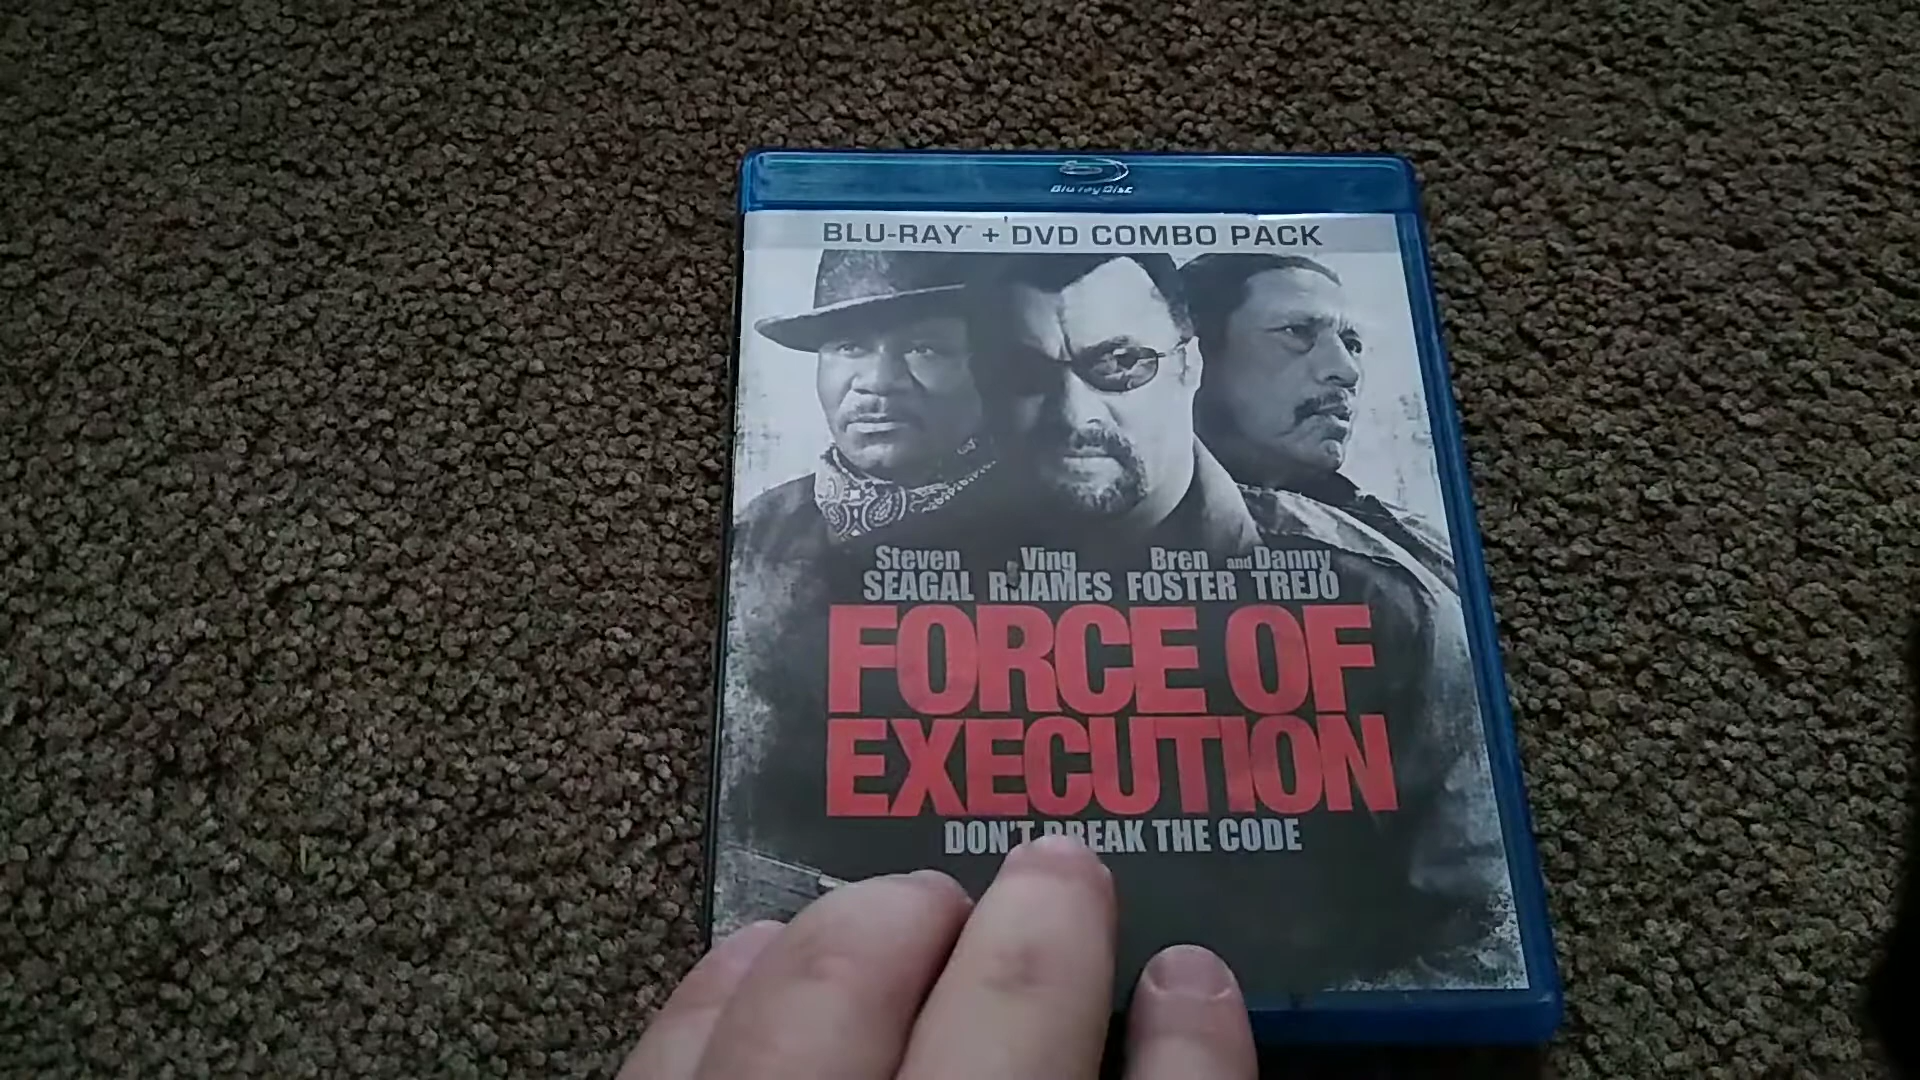 Blu-ray Disc
BLU-RAY™ + DVD COMBO PACK
Steven Ving Bren and Danny
SEAGAL RHAMES FOSTER TREJO
FORCE OF
EXECUTION
DON'T BREAK THE CODE